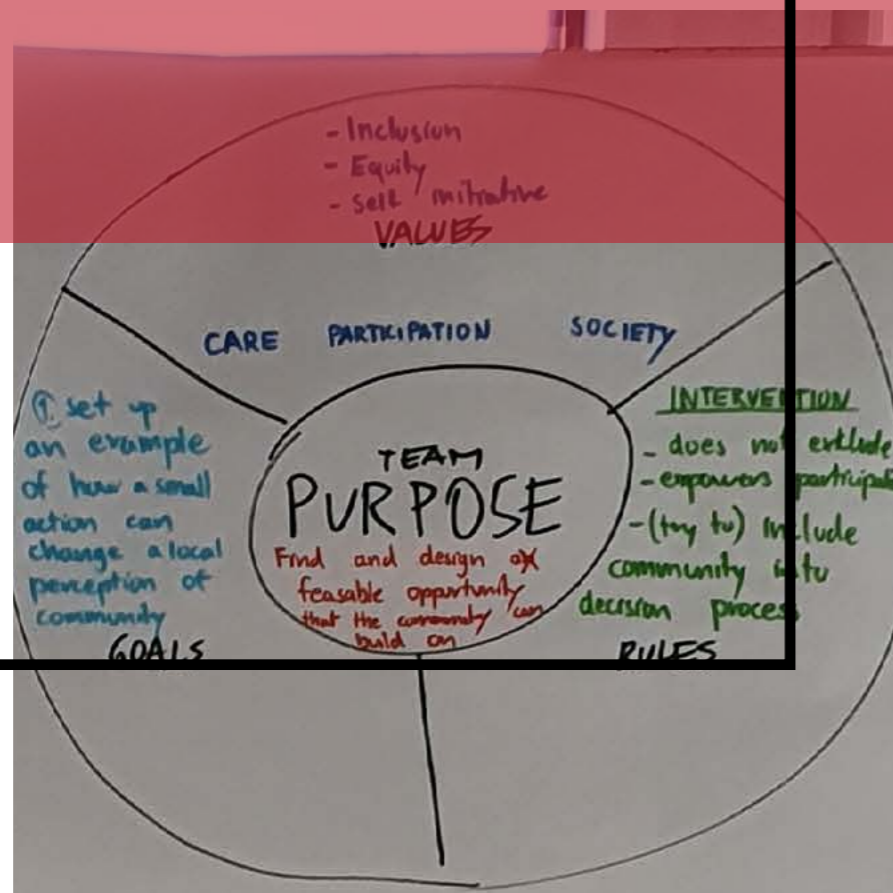 - Inclusion
- Equity
- Self initiative
VALUES
CARE PARTICIPATION SOCIETY
① set up
an example
of how a small
action can
change a local
perception of
community
GOALS
TEAM
PURPOSE
Find and design
feasable opportunity
that the community can
build on
INTERVENTION
- does not exklude
- empowers
- (try to) include
community into
decision process
RULES